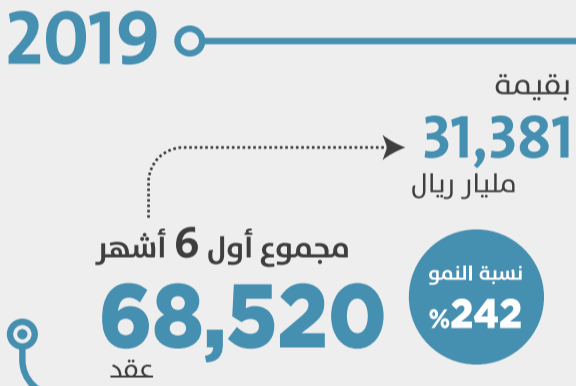 2019
بقيمة
31,381
مليار ريال
مجموع أول 6 أشهر
68,520
عقد
نسبة النمو
%242